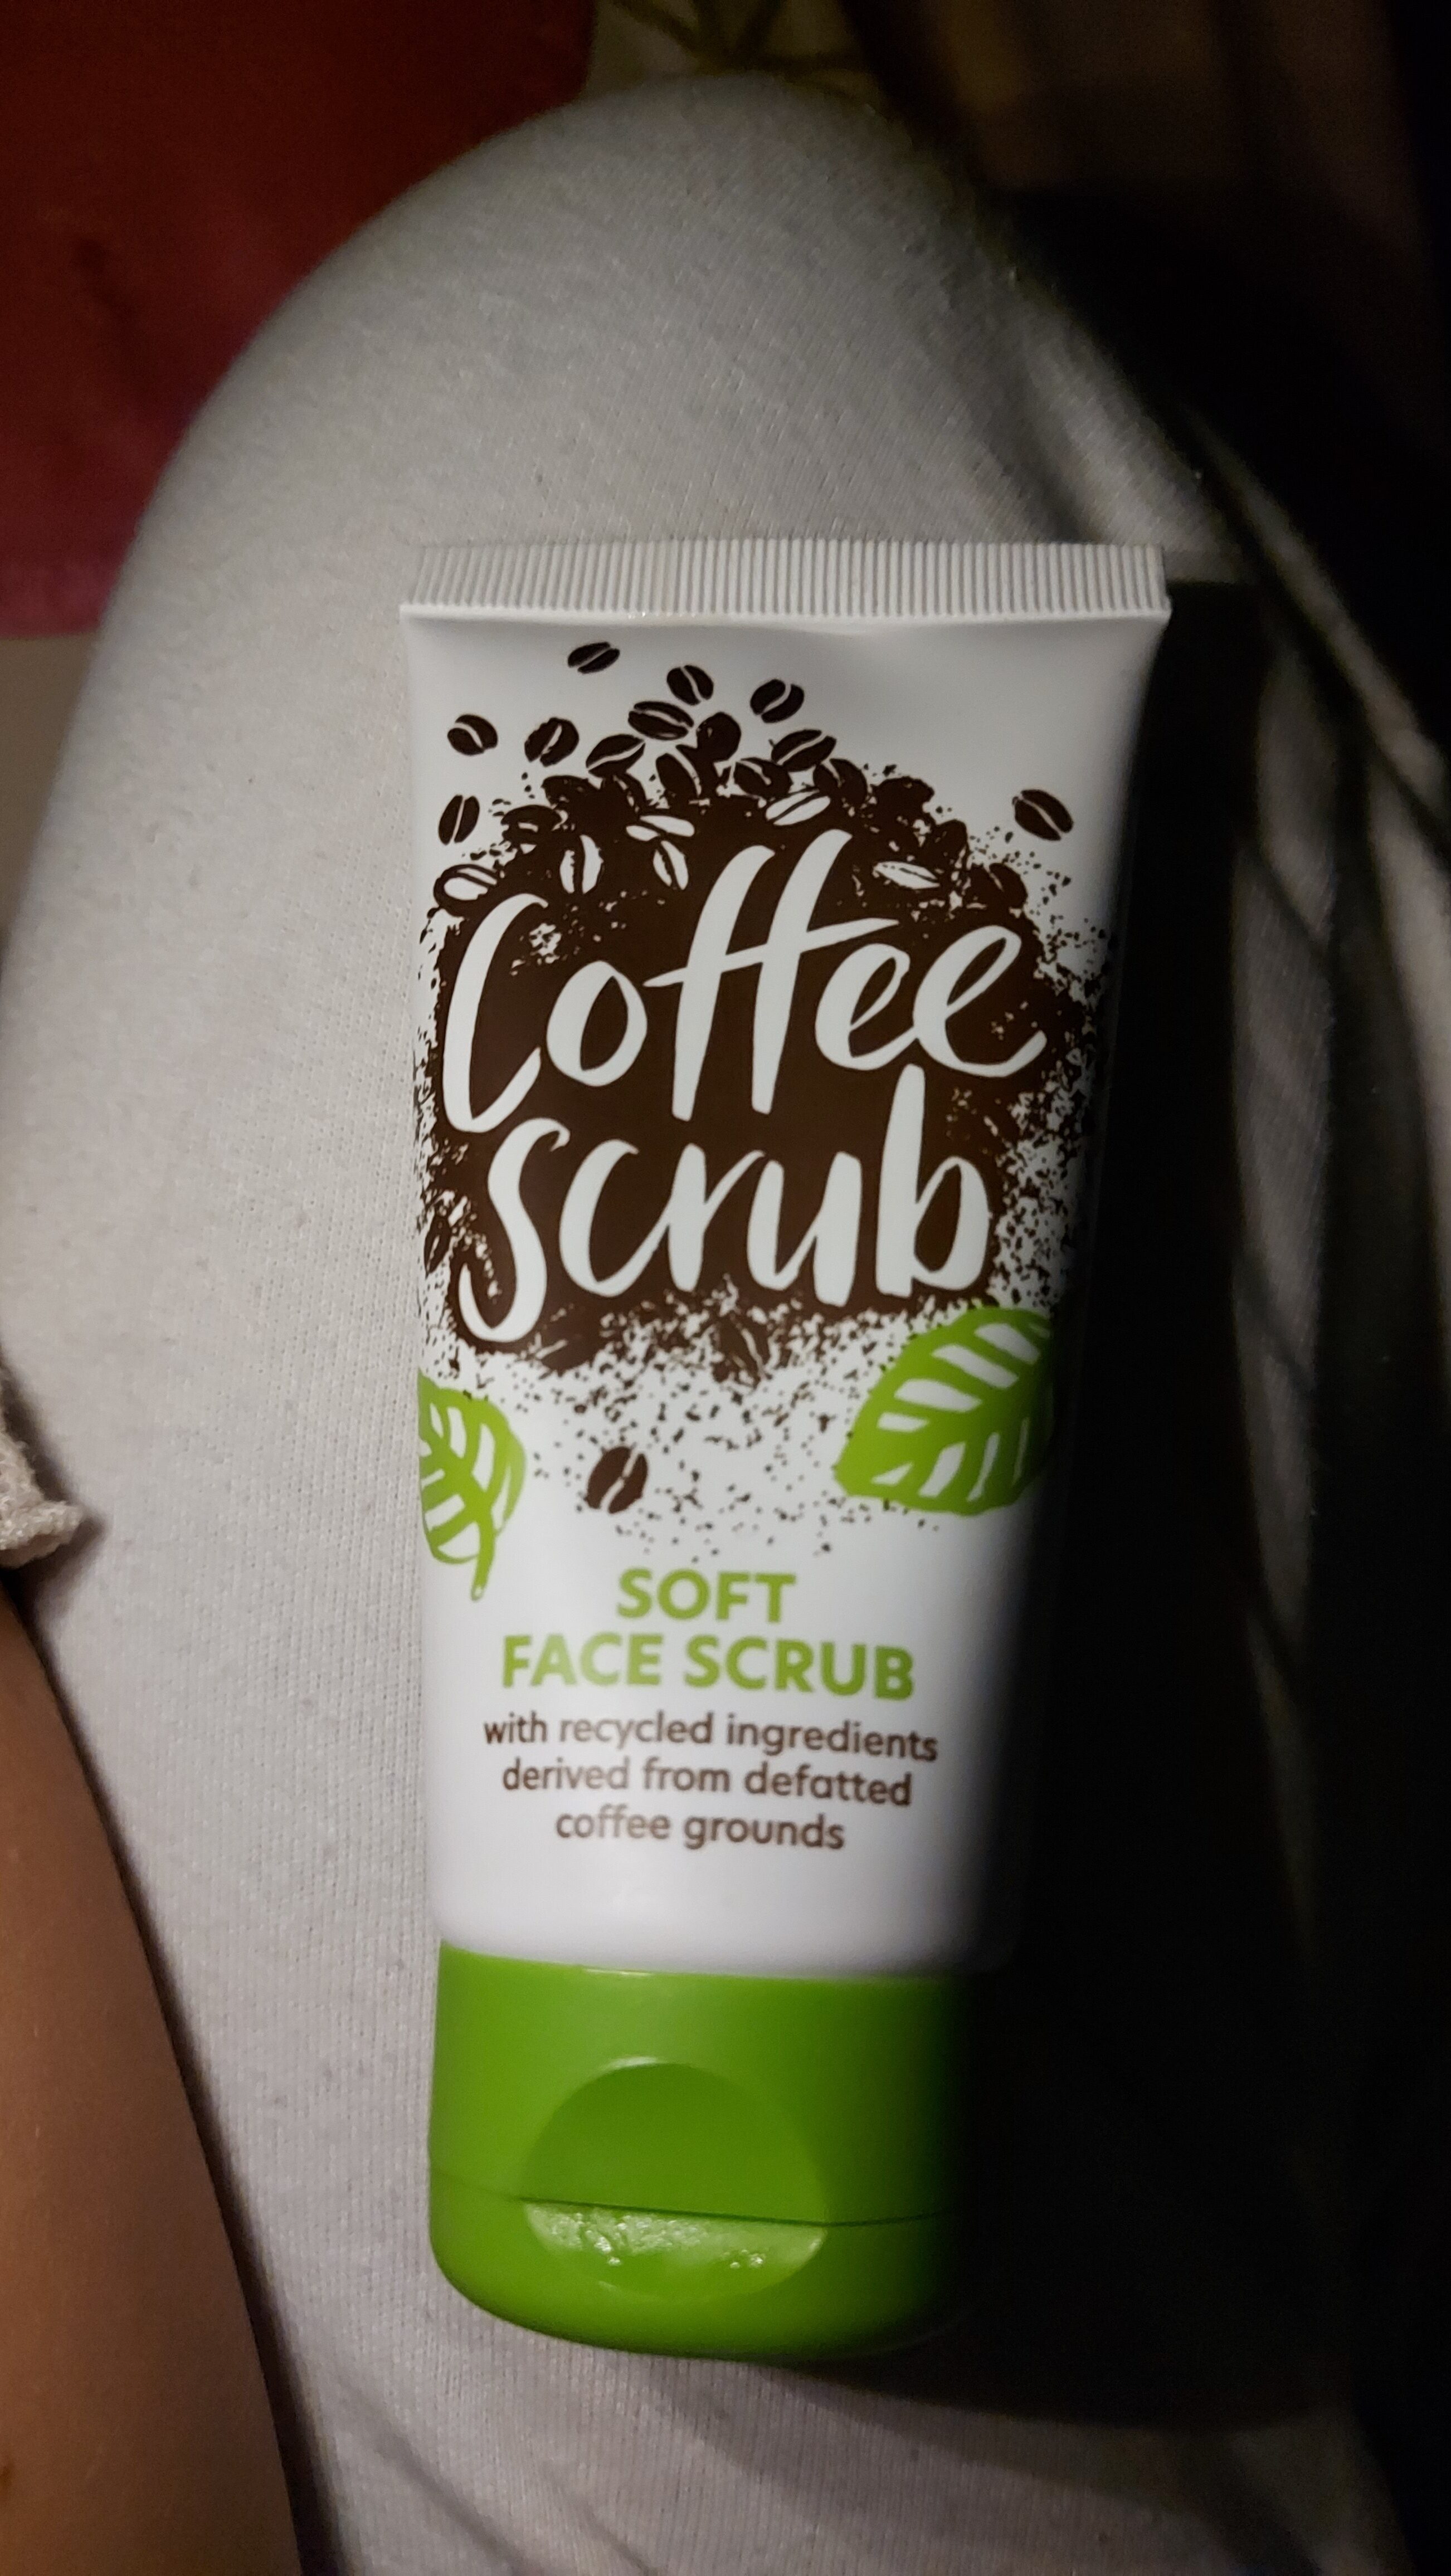 Coffee
scrub
SOFT
FACE SCRUB
with recycled ingredients
derived from defatted
coffee grounds